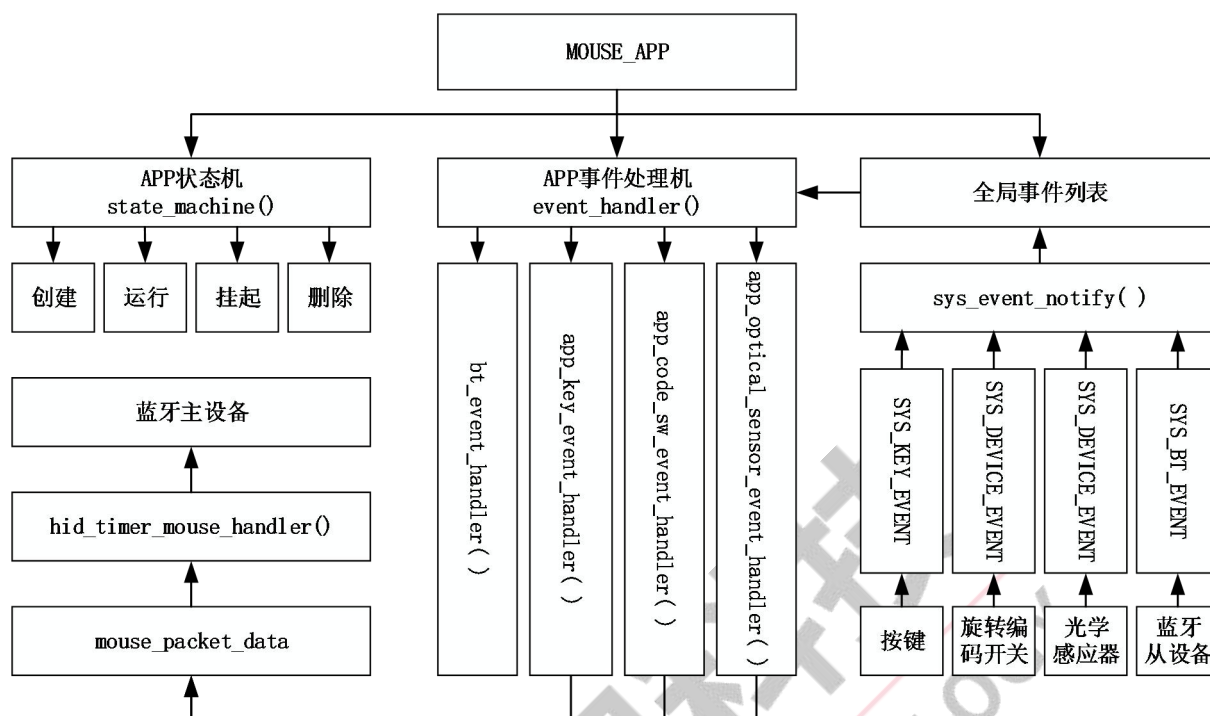 MOUSE_APP
APP状态机
state_machine()
APP事件处理机
event_handler()
全局事件列表
创建
运行
挂起
删除
sys_event_notify( )
bt_event_handler( )
app_key_event_handler( )
app_code_sw_event_handler( )
app_optical_sensor_event_handler( )
蓝牙主设备
SYS_KEY_EVENT
SYS_DEVICE_EVENT
SYS_DEVICE_EVENT
SYS_BT_EVENT
hid_timer_mouse_handler()
mouse_packet_data
按键
旋转编
码开关
光学
感应器
蓝牙
从设备